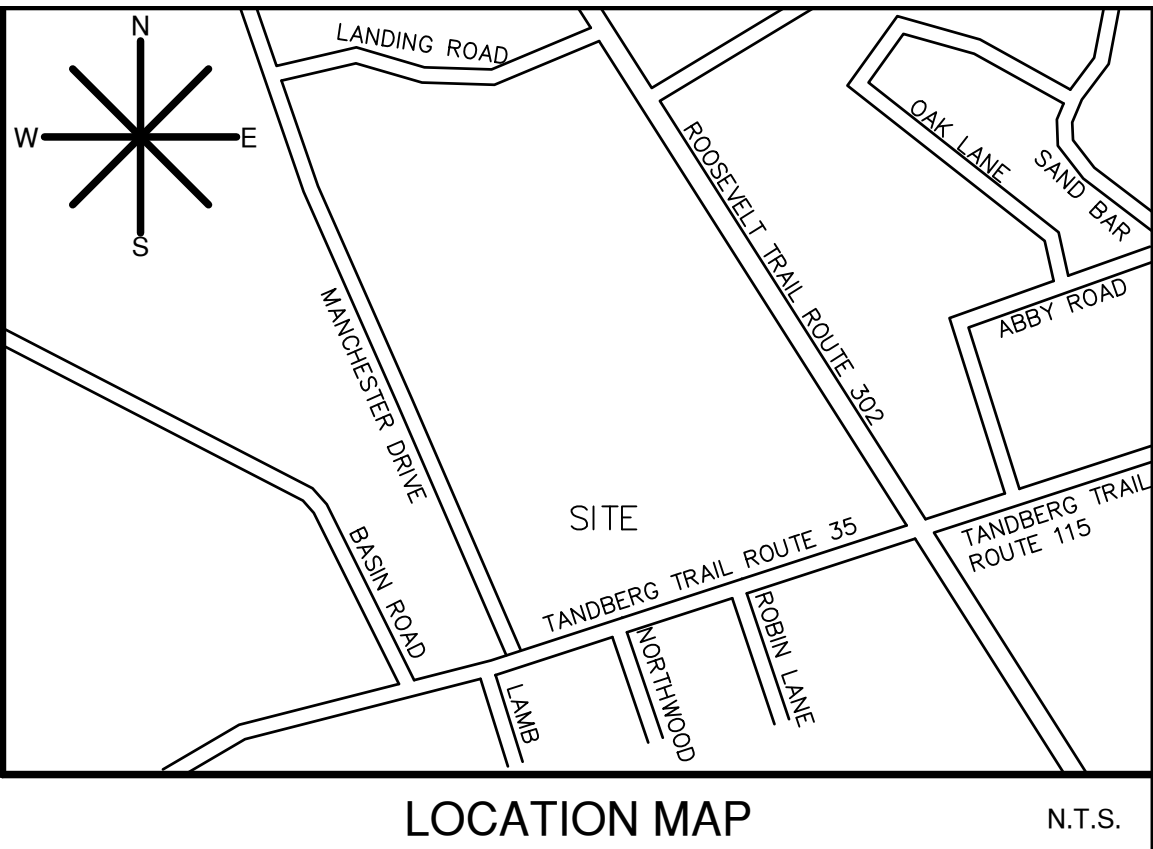 N
W
E
S
LANDING ROAD
OAK LANE
SAND BAR
ROOSEVELT TRAIL ROUTE 302
ABBY ROAD
MANCHESTER DRIVE
SITE
TANDBERG TRAIL
ROUTE 115
TANDBERG TRAIL ROUTE 35
BASIN ROAD
ROBIN LANE
NORTHWOOD
LAMB
LOCATION MAP
N.T.S.